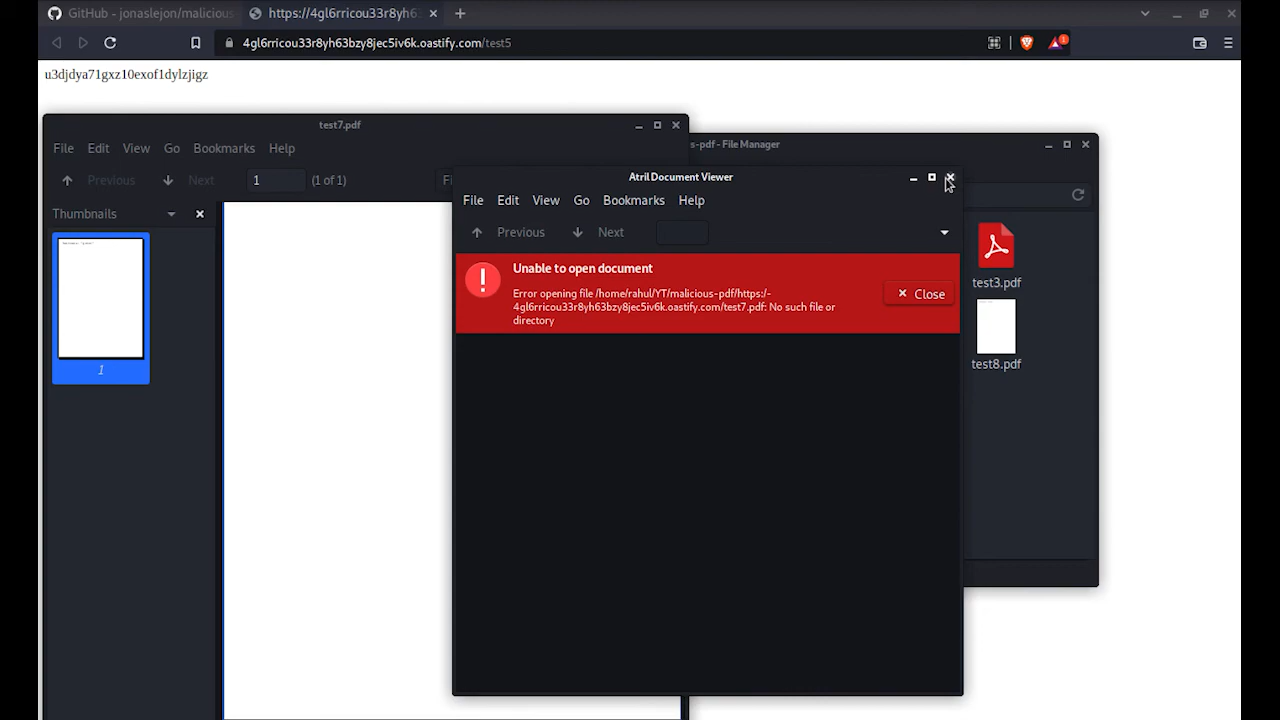 GitHub - jonaslejon/malicious
https://4gl6rricou33r8yh6
4gl6rricou33r8yh63bzy8jec5iv6k.oastify.com/test5
1
u3djdya71gxz10exof1dylzjigz
test7.pdf
File Edit View Go Bookmarks Help
Previous Next 1 (1 of 1) Fi
Thumbnails
1
s-pdf - File Manager
test3.pdf
test8.pdf
Atril Document Viewer
File Edit View Go Bookmarks Help
Previous Next
Unable to open document
Error opening file /home/rahul/YT/malicious-pdf/https:/-
4gl6rricou33r8yh63bzy8jec5iv6k.oastify.com/test7.pdf: No such file or
directory
Close